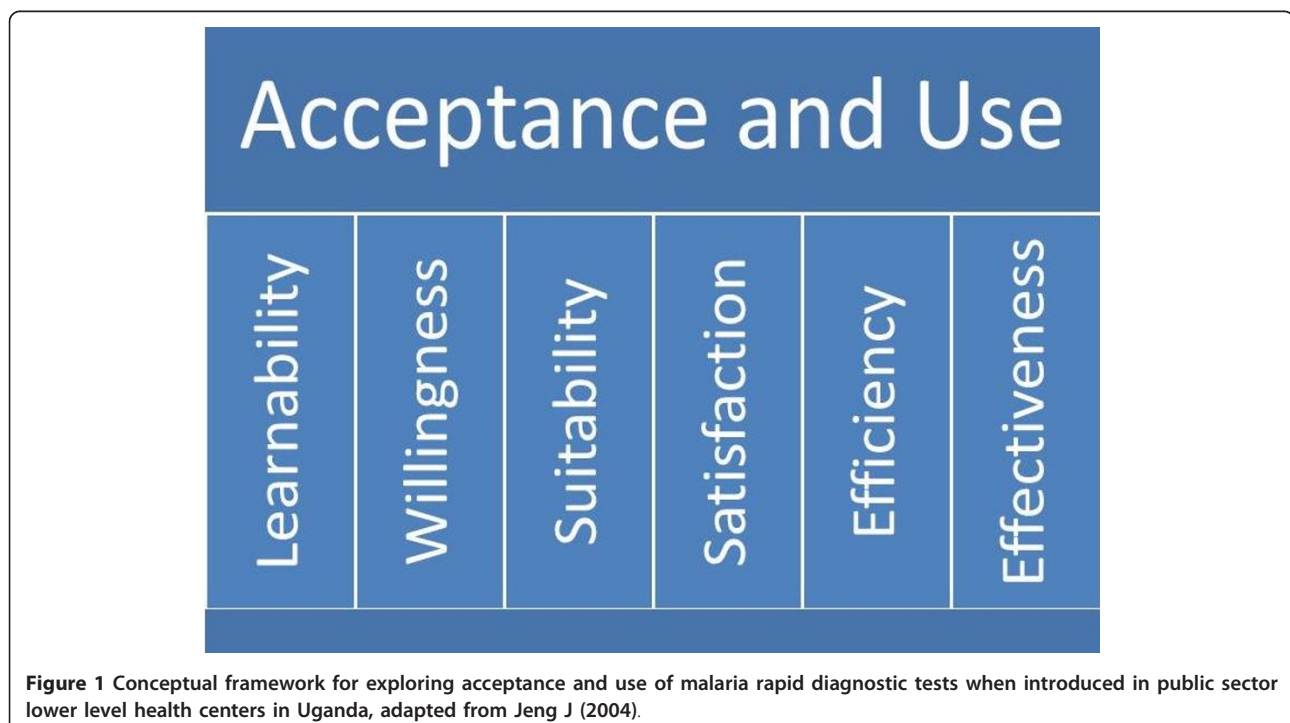 Acceptance and Use
Learnability
Willingness
Suitability
Satisfaction
Efficiency
Effectiveness
Figure 1 Conceptual framework for exploring acceptance and use of malaria rapid diagnostic tests when introduced in public sector
lower level health centers in Uganda, adapted from Jeng J (2004).